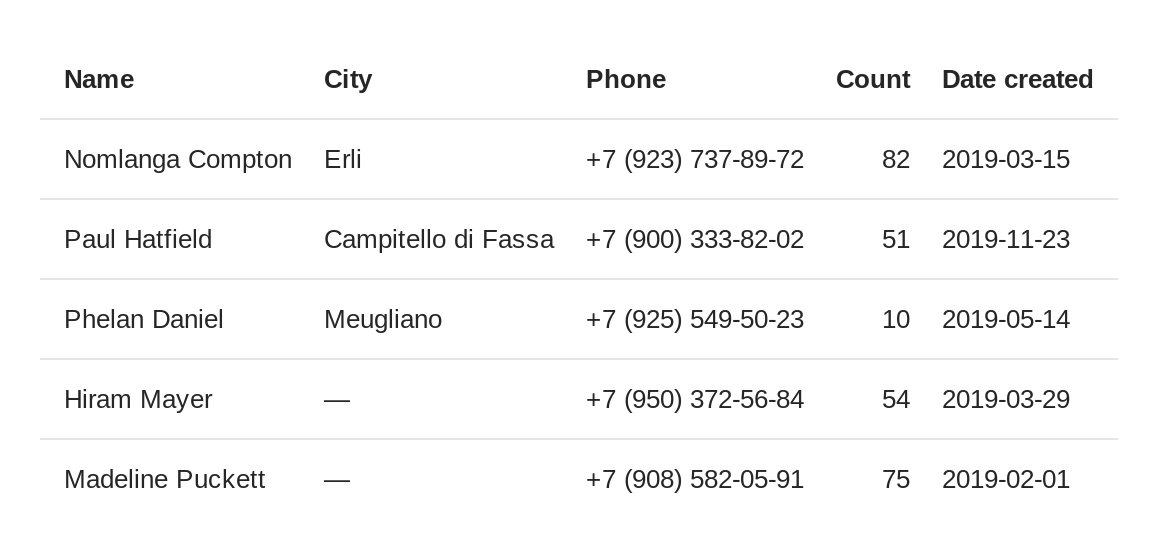 Name City Phone Count Date created
Nomlanga Compton Erli +7 (923) 737-89-72 82 2019-03-15
Paul Hatfield Campitello di Fassa +7 (900) 333-82-02 51 2019-11-23
Phelan Daniel Meugliano +7 (925) 549-50-23 10 2019-05-14
Hiram Mayer — +7 (950) 372-56-84 54 2019-03-29
Madeline Puckett — +7 (908) 582-05-91 75 2019-02-01